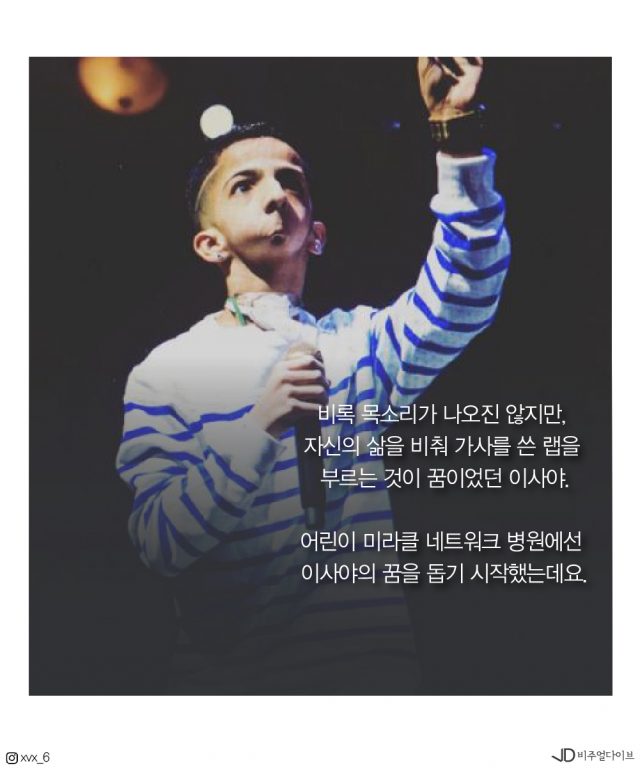 비록 목소리가 나오진 않지만,
자신의 삶을 비춰 가사를 쓴 랩을
부르는 것이 꿈이었던 이사야.
어린이 미라클 네트워크 병원에선
이사야의 꿈을 돕기 시작했는데요.
xvx_6
VD 비주얼다이브